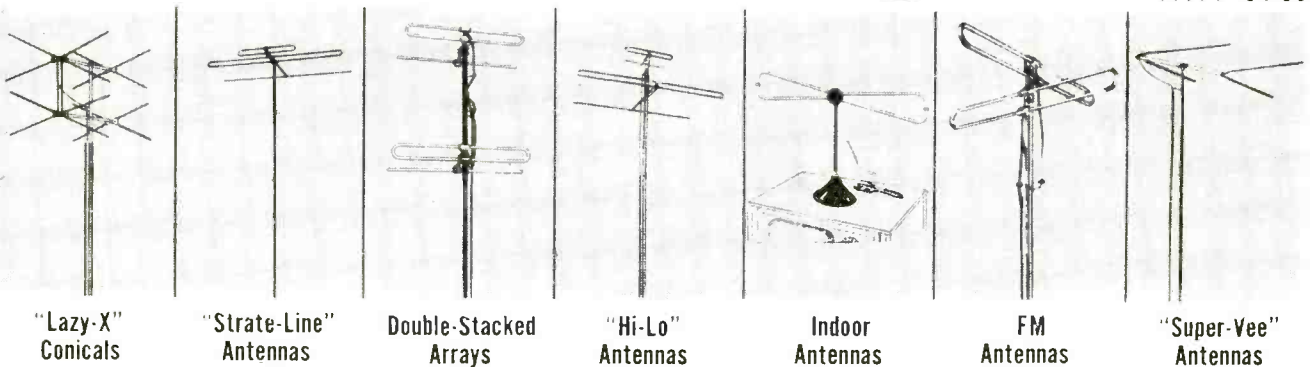 "Lazy-X"
Conicals
"Strate-Line"
Antennas
Double-Stacked
Arrays
"Hi-Lo"
Antennas
Indoor
Antennas
FM
Antennas
"Super-Vee"
Antennas